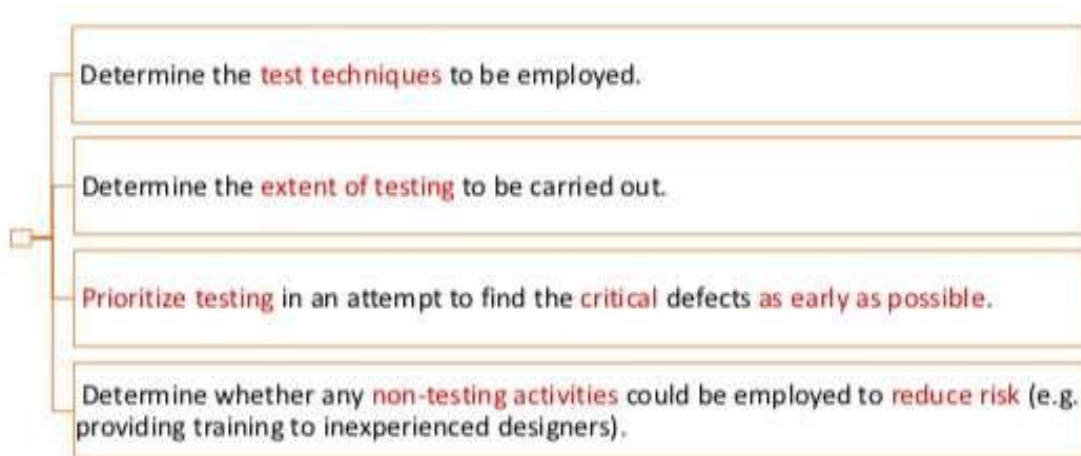 Determine the test techniques to be employed.
Determine the extent of testing to be carried out.
Prioritize testing in an attempt to find the critical defects as early as possible.
Determine whether any non-testing activities could be employed to reduce risk (e.g.
providing training to inexperienced designers).